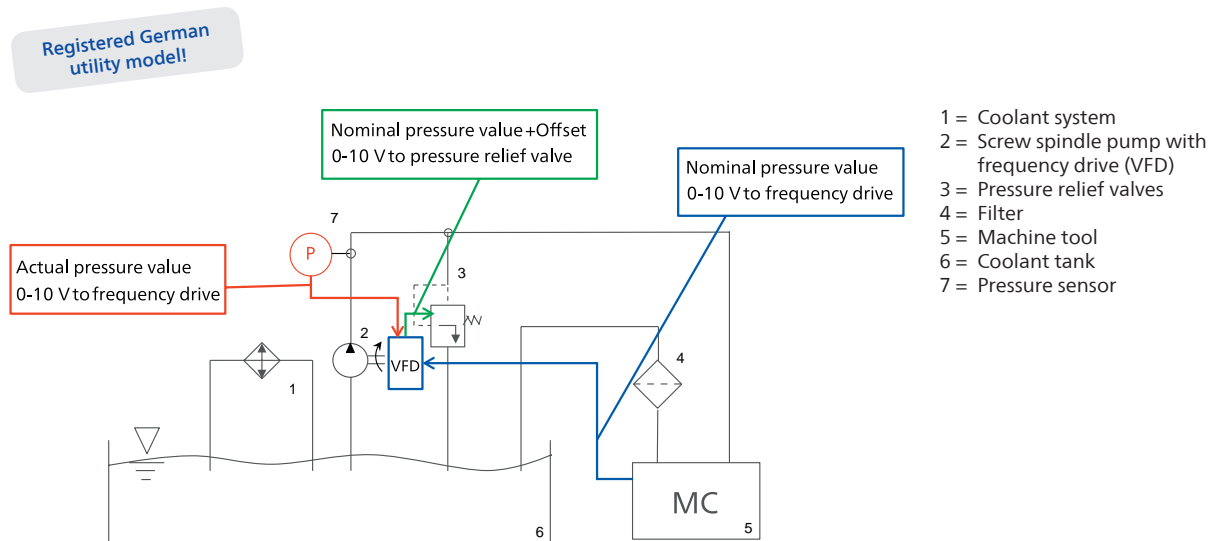 Registered German
utility model!
Nominal pressure value +Offset
0-10 V to pressure relief valve
Nominal pressure value
0-10 V to frequency drive
Actual pressure value
0-10 V to frequency drive
7
P
3
2
VFD
1
4
MC
5
6
1 = Coolant system
2 = Screw spindle pump with
frequency drive (VFD)
3 = Pressure relief valves
4 = Filter
5 = Machine tool
6 = Coolant tank
7 = Pressure sensor